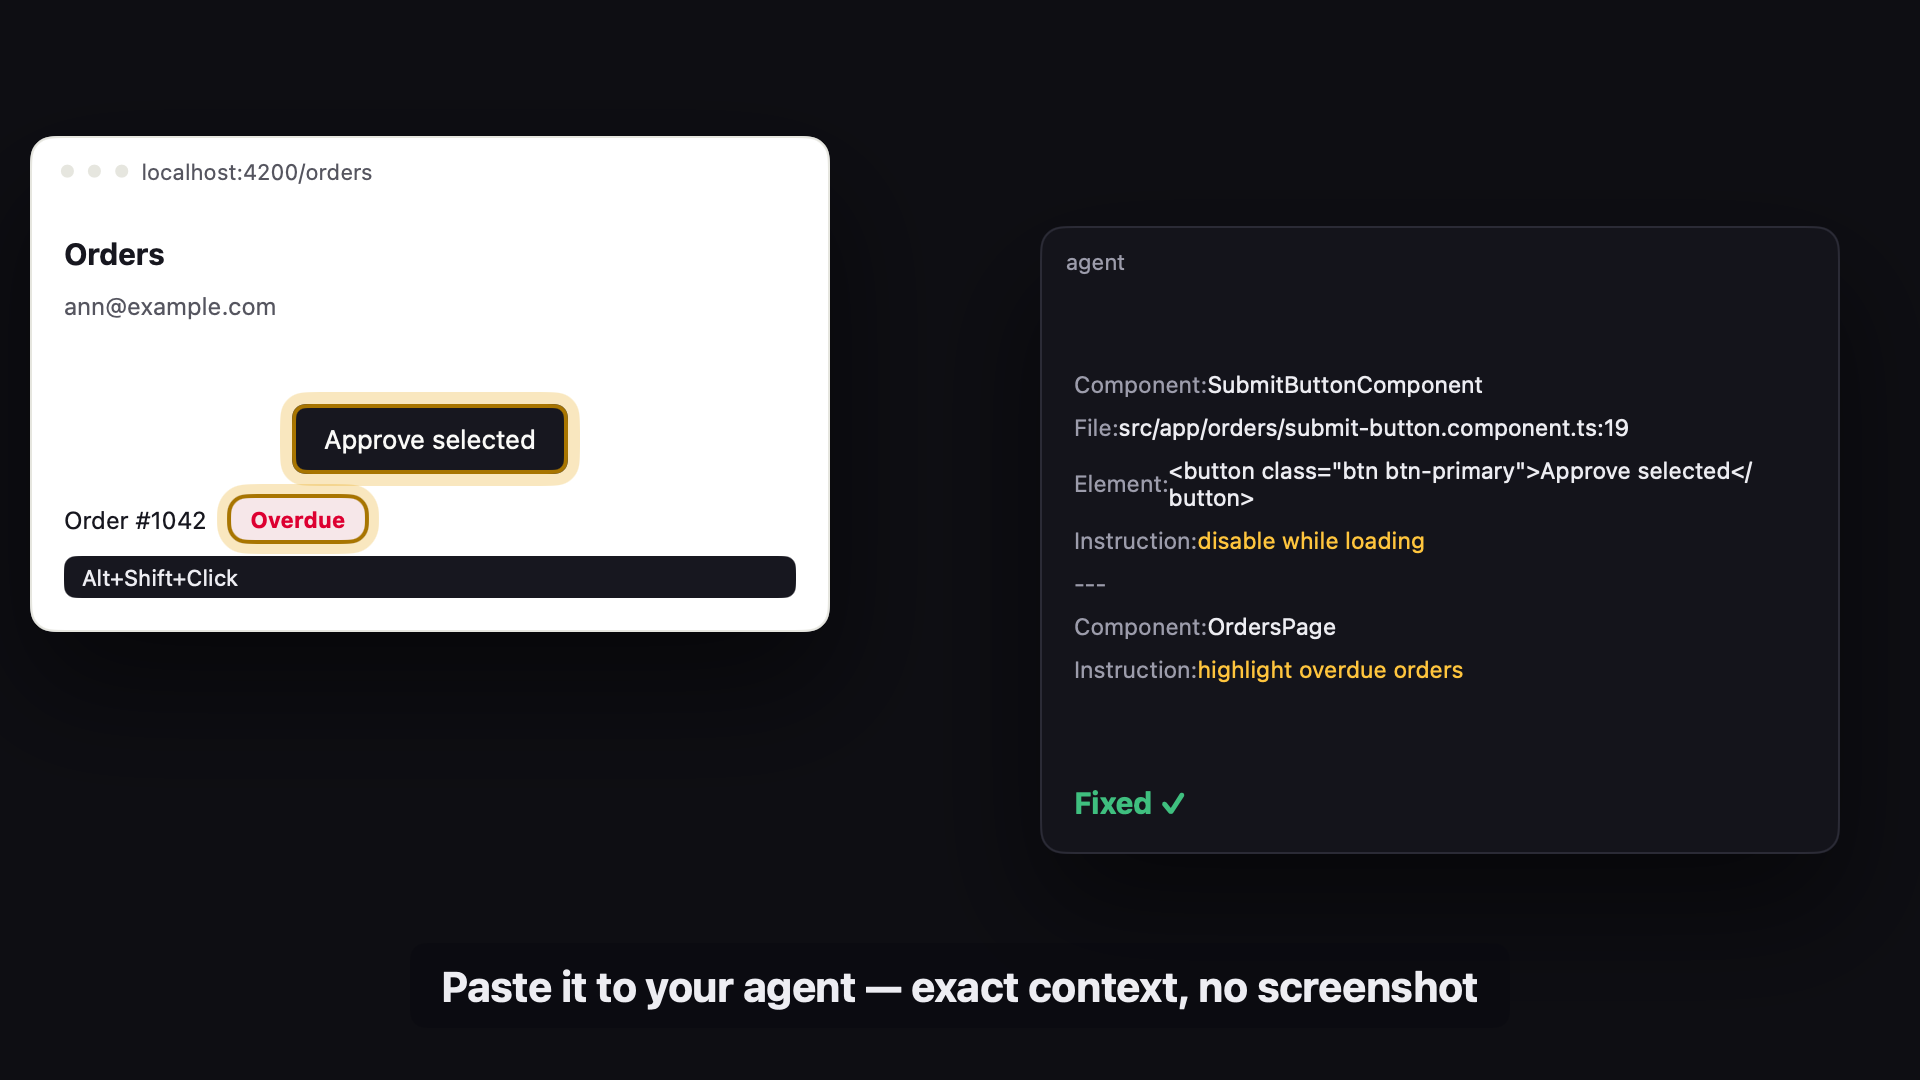 localhost:4200/orders
Orders
ann@example.com
Approve selected
Order #1042 Overdue
Alt+Shift+Click
agent
Component:SubmitButtonComponent
File:src/app/orders/submit-button.component.ts:19
Element:<button class="btn btn-primary">Approve selected</
button>
Instruction:disable while loading
---
Component:OrdersPage
Instruction:highlight overdue orders
Fixed ✓
Paste it to your agent — exact context, no screenshot